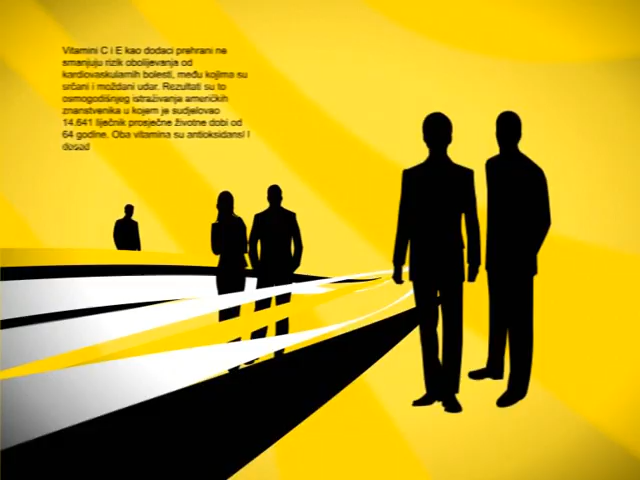 Vitamini C i E kao dodaci prehrani ne
smanjuju rizik obolijevanja od
kardiovaskularnih bolesti, među kojima su
srčani i moždani udar. Rezultati su to
osmogodišnjeg istraživanja američkih
znanstvenika u kojem je sudjelovao
14.641 liječnik prosječne životne dobi od
64 godine. Oba vitamina su antioksidansi i
dosad